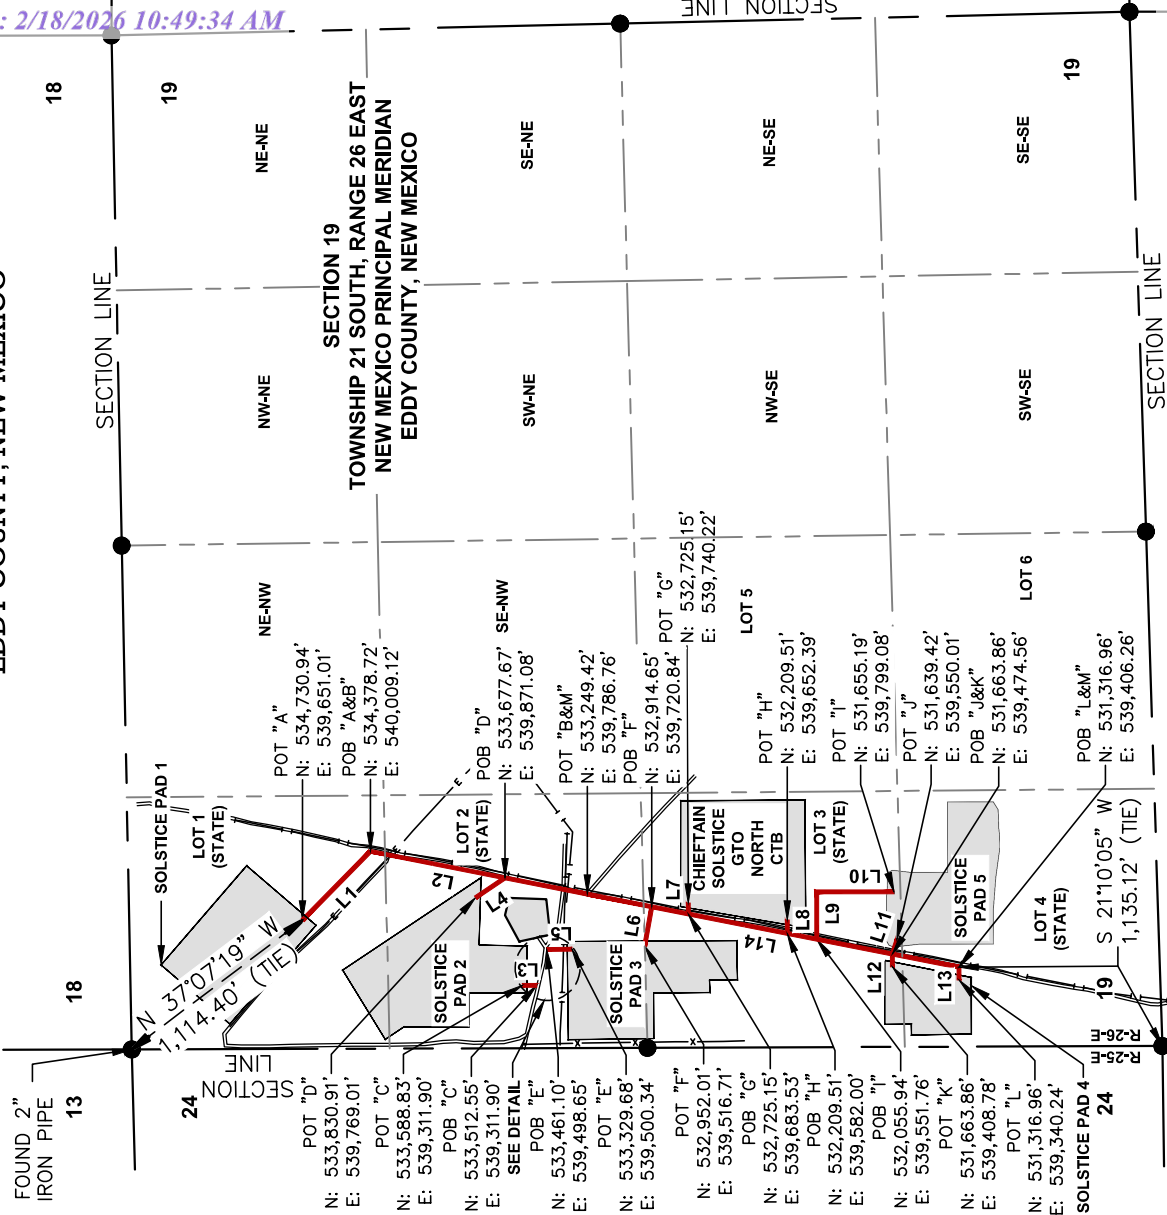 : 2/18/2026 10:49:34 AM
SECTION LINE
18
19
NE-NE
SE-NE
NE-SE
SE-SE
19
SECTION 19
TOWNSHIP 21 SOUTH, RANGE 26 EAST
NEW MEXICO PRINCIPAL MERIDIAN
EDDY COUNTY, NEW MEXICO
SECTION LINE
SECTION LINE
NW-NE
SW-NE
NW-SE
SW-SE
NE-NW
SE-NW
LOT 5
LOT 6
POT "A"
N: 534,730.94'
E: 539,651.01'
POB "A&B"
N: 534,378.72'
E: 540,009.12'
POB "D"
N: 533,677.67'
E: 539,871.08'
POT "B&M"
N: 533,249.42'
E: 539,786.76'
POB "F"
N: 532,914.65'
E: 539,720.84'
POT "G"
N: 532,725.15'
E: 539,740.22'
POT "H"
N: 532,209.51'
E: 539,652.39'
POT "I"
N: 531,655.19'
E: 539,799.08'
POT "J"
N: 531,639.42'
E: 539,550.01'
POB "J&K"
N: 531,663.86'
E: 539,474.56'
POB "L&M"
N: 531,316.96'
E: 539,406.26'
S 21°10'05" W
1,135.12' (TIE)
SOLSTICE PAD 1
LOT 1
(STATE)
LOT 2
(STATE)
LOT 3
(STATE)
LOT 4
(STATE)
CHIEFTAIN
SOLSTICE
GTO
NORTH
CTB
SOLSTICE
PAD 2
SOLSTICE
PAD 3
SOLSTICE
PAD 5
L1
L2
L3
L4
L5
L6
L7
L8
L9
L10
L11
L12
L13
L14
N 37°07'19" W
1,114.40' (TIE)
18
19
R-26-E
R-25-E
SECTION
LINE
FOUND 2"
IRON PIPE
13
24
POT "D"
N: 533,830.91'
E: 539,769.01'
POT "C"
N: 533,588.83'
E: 539,311.90'
POB "C"
N: 533,512.55'
E: 539,311.90'
SEE DETAIL
POB "E"
N: 533,461.10'
E: 539,498.65'
POT "E"
N: 533,329.68'
E: 539,500.34'
POT "F"
N: 532,952.01'
E: 539,516.71'
POB "G"
N: 532,725.15'
E: 539,683.53'
POB "H"
N: 532,209.51'
E: 539,582.00'
POB "I"
N: 532,055.94'
E: 539,551.76'
POT "K"
N: 531,663.86'
E: 539,408.78'
POT "L"
N: 531,316.96'
E: 539,340.24'
SOLSTICE PAD 4
24